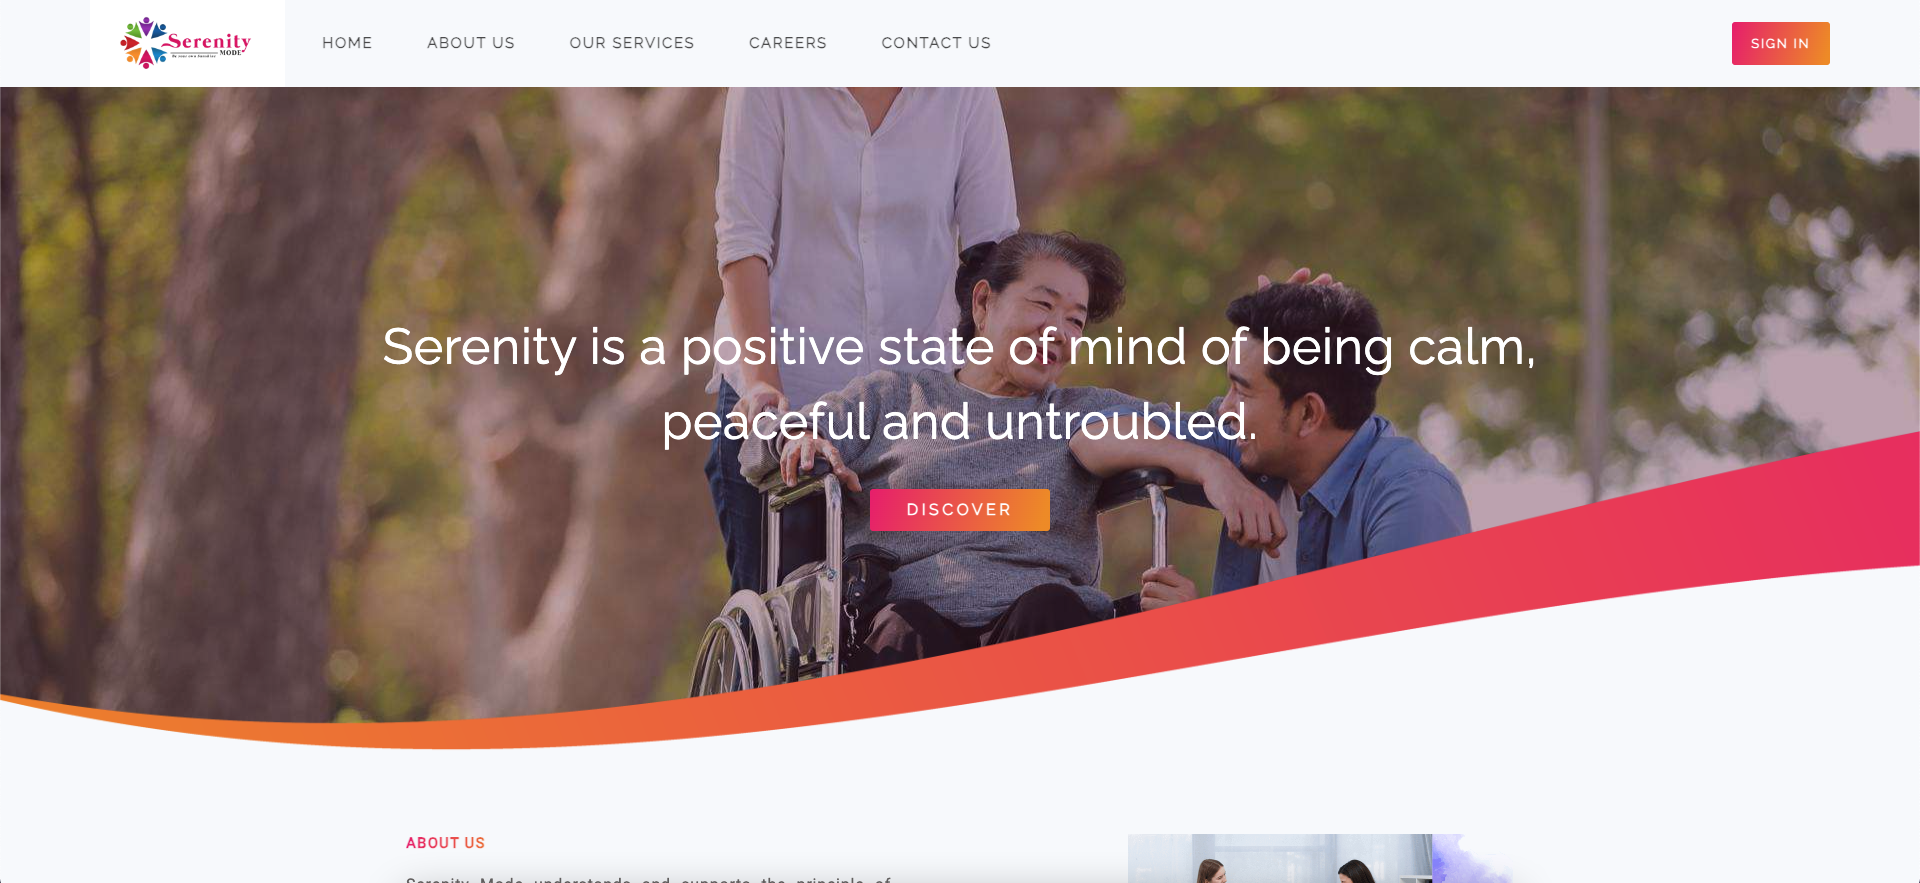 Serenity
MODE
HOME
ABOUT US
OUR SERVICES
CAREERS
CONTACT US
SIGN IN
Serenity is a positive state of mind of being calm,
peaceful and untroubled.
DISCOVER
ABOUT US
Serenity Mode understands and supports the principle of